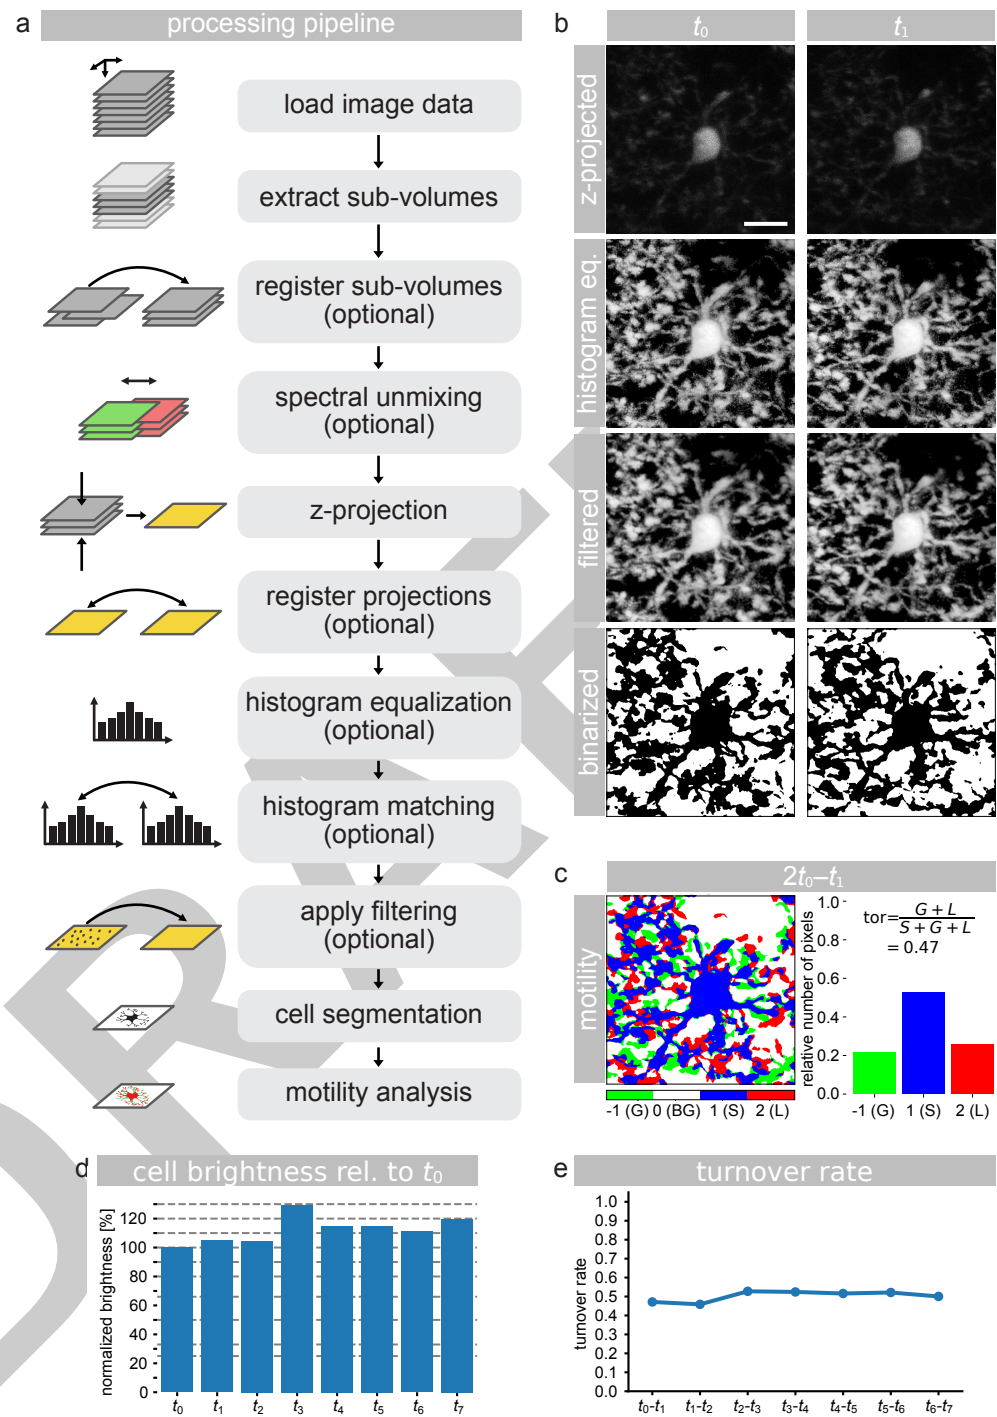 a
processing pipeline
load image data
extract sub-volumes
register sub-volumes
(optional)
spectral unmixing
(optional)
z-projection
register projections
(optional)
histogram equalization
(optional)
histogram matching
(optional)
apply filtering
(optional)
cell segmentation
motility analysis
b
t0
t1
z-projected
histogram eq.
filtered
binarized
c
2t0–t1
motility
-1 (G)
0 (BG)
1 (S)
2 (L)
relative number of pixels
1.0
0.8
0.6
0.4
0.2
0.0
tor= G + L
S + G + L
= 0.47
-1 (G)
1 (S)
2 (L)
d
cell brightness rel. to t0
normalized brightness [%]
120
100
80
60
40
20
0
t0
t1
t2
t3
t4
t5
t6
t7
e
turnover rate
turnover rate
1.0
0.9
0.8
0.7
0.6
0.5
0.4
0.3
0.2
0.1
0.0
t0-t1
t1-t2
t2-t3
t3-t4
t4-t5
t5-t6
t6-t7
DRAFT